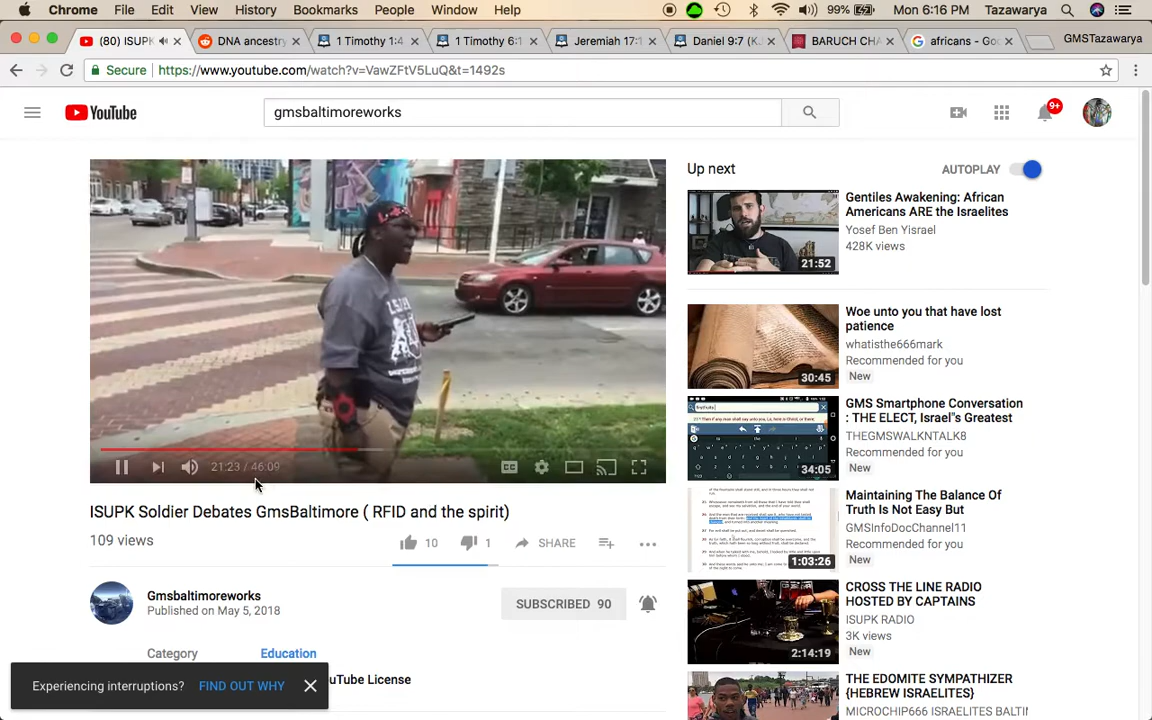 Chrome File Edit View History Bookmarks People Window Help 99% Mon 6:16 PM Tazawarya
(80) ISUPK DNA ancestry 1 Timothy 1:4 1 Timothy 6:1 Jeremiah 17:1 Daniel 9:7 (K. BARUCH CHA africans - Goo GMSTazawarya
Secure https://www.youtube.com/watch?v=VawZFtV5LuQ&t=1492s
YouTube gmsbaltimoreworks 9+
Up next AUTOPLAY
Gentiles Awakening: African
Americans ARE the Israelites
Yosef Ben Yisrael
428K views
21:52
Woe unto you that have lost
patience
whatisthe666mark
Recommended for you
New
30:45
GMS Smartphone Conversation
: THE ELECT, Israel"s Greatest
THEGMSWALKNTALK8
Recommended for you
New
34:05
Maintaining The Balance Of
Truth Is Not Easy But
GMSInfoDocChannel11
Recommended for you
New
1:03:26
CROSS THE LINE RADIO
HOSTED BY CAPTAINS
ISUPK RADIO
3K views
New
2:14:19
THE EDOMITE SYMPATHIZER
{HEBREW ISRAELITES}
MICROCHIP666 ISRAELITES BALTIM
21:23 / 46:09 CC
ISUPK Soldier Debates GmsBaltimore ( RFID and the spirit)
109 views 10 1 SHARE
Gmsbaltimoreworks
Published on May 5, 2018
SUBSCRIBED 90
Category Education
uTube License
Experiencing interruptions? FIND OUT WHY